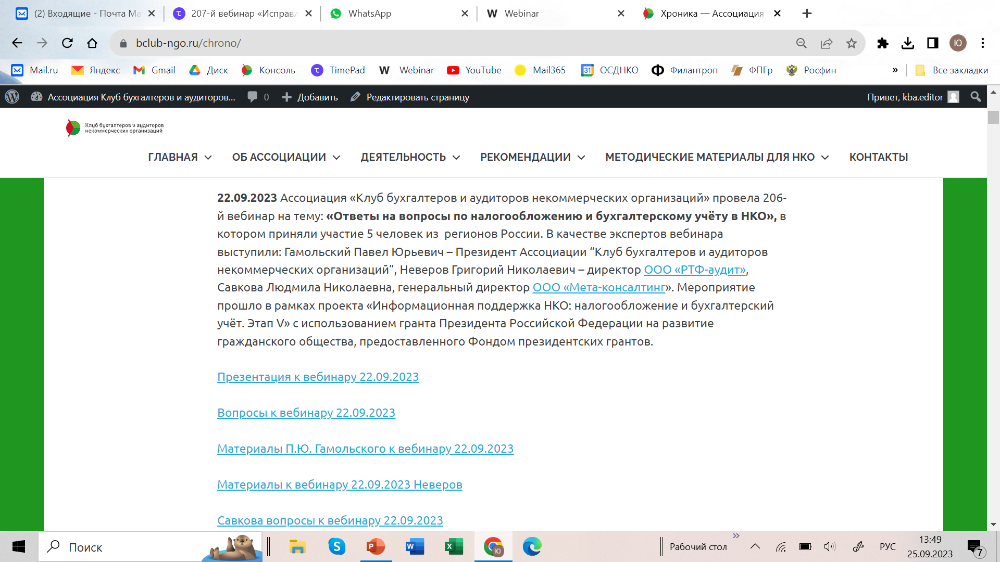 (2) Входящие - Почта Ma
207-й вебинар «Исправл
WhatsApp
W Webinar
Хроника — Ассоциация
bclub-ngo.ru/chrono/
Ю
Mail.ru
Яндекс
Gmail
Диск
Консоль
TimePad
W Webinar
YouTube
Mail365
31 ОСДНКО
Ф Филантроп
ФПГр
Росфин
»
Все закладки
Ассоциация Клуб бухгалтеров и аудиторов...
0
Добавить
Редактировать страницу
Привет, kba.editor
Клуб бухгалтеров и аудиторов
некоммерческих организаций
ГЛАВНАЯ
ОБ АССОЦИАЦИИ
ДЕЯТЕЛЬНОСТЬ
РЕКОМЕНДАЦИИ
МЕТОДИЧЕСКИЕ МАТЕРИАЛЫ ДЛЯ НКО
КОНТАКТЫ
22.09.2023 Ассоциация «Клуб бухгалтеров и аудиторов некоммерческих организаций» провела 206-
й вебинар на тему: «Ответы на вопросы по налогообложению и бухгалтерскому учёту в НКО», в
котором приняли участие 5 человек из  регионов России. В качестве экспертов вебинара
выступили: Гамольский Павел Юрьевич – Президент Ассоциации “Клуб бухгалтеров и аудиторов
некоммерческих организаций”, Неверов Григорий Николаевич – директор ООО «РТФ-аудит»,
Савкова Людмила Николаевна, генеральный директор ООО «Мета-консалтинг». Мероприятие
прошло в рамках проекта «Информационная поддержка НКО: налогообложение и бухгалтерский
учёт. Этап V» с использованием гранта Президента Российской Федерации на развитие
гражданского общества, предоставленного Фондом президентских грантов.
Презентация к вебинару 22.09.2023
Вопросы к вебинару 22.09.2023
Материалы П.Ю. Гамольского к вебинару 22.09.2023
Материалы к вебинару 22.09.2023 Неверов
Савкова вопросы к вебинару 22.09.2023
Поиск
Рабочий стол
»
РУС
13:49
25.09.2023
7